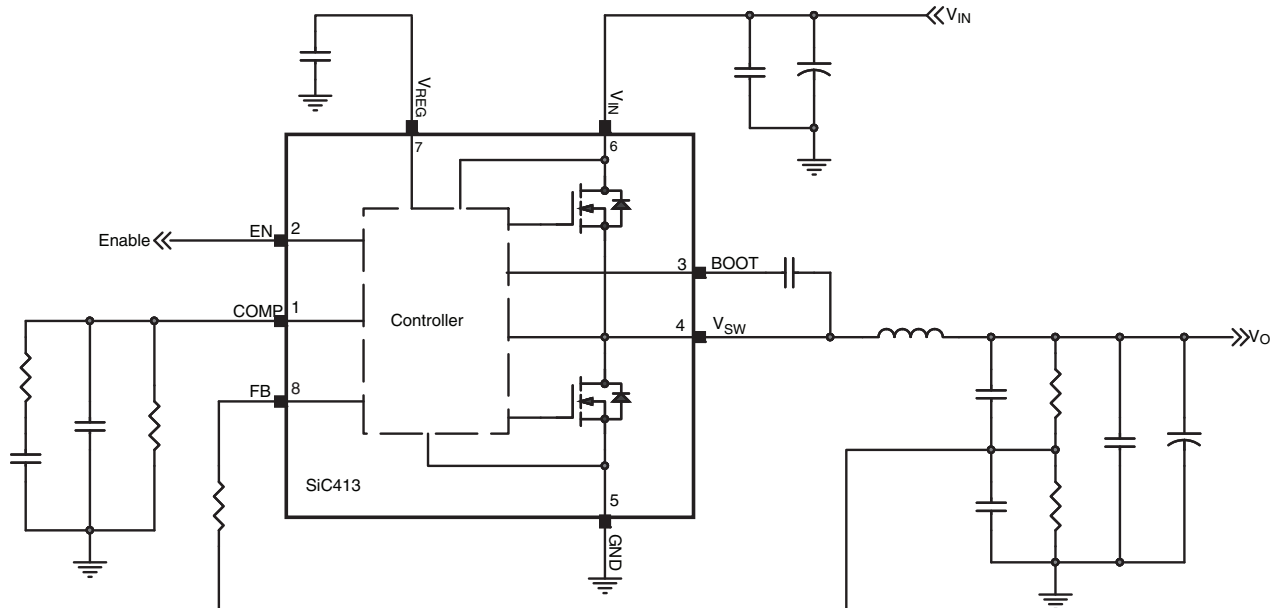 VIN
VREG
VIN
7
6
EN
2
Enable
3
BOOT
COMP
1
Controller
4
VSW
VO
FB
8
SiC413
5
GND